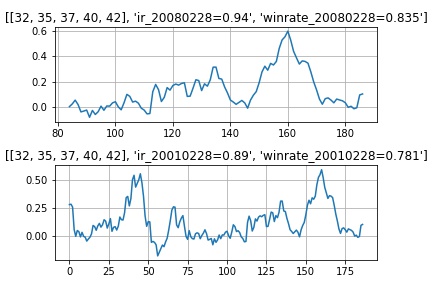 [[32, 35, 37, 40, 42], 'ir_20080228=0.94', 'winrate_20080228=0.835']
0.6
0.4
0.2
0.0
80 100 120 140 160 180
[[32, 35, 37, 40, 42], 'ir_20010228=0.89', 'winrate_20010228=0.781']
0.50
0.25
0.00
0 25 50 75 100 125 150 175